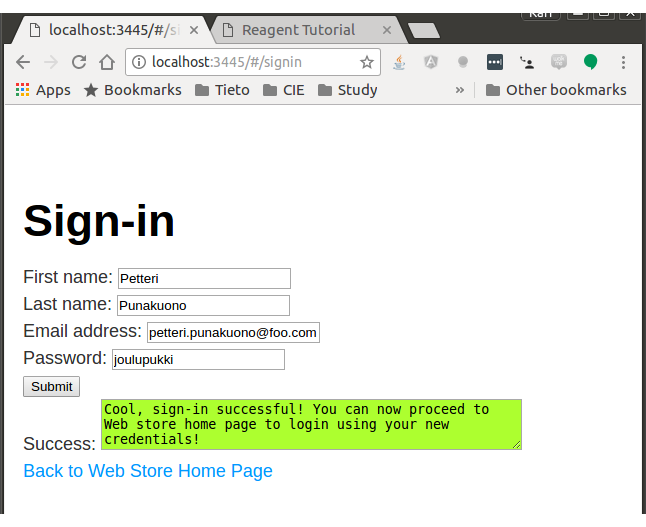 Kari
localhost:3445/#/si
Reagent Tutorial
localhost:3445/#/signin
Apps Bookmarks Tieto CIE Study » Other bookmarks
Sign-in
First name: Petteri
Last name: Punakuono
Email address: petteri.punakuono@foo.com
Password: joulupukki
Submit
Cool, sign-in successful! You can now proceed to
Web store home page to login using your new
credentials!
Success:
Back to Web Store Home Page